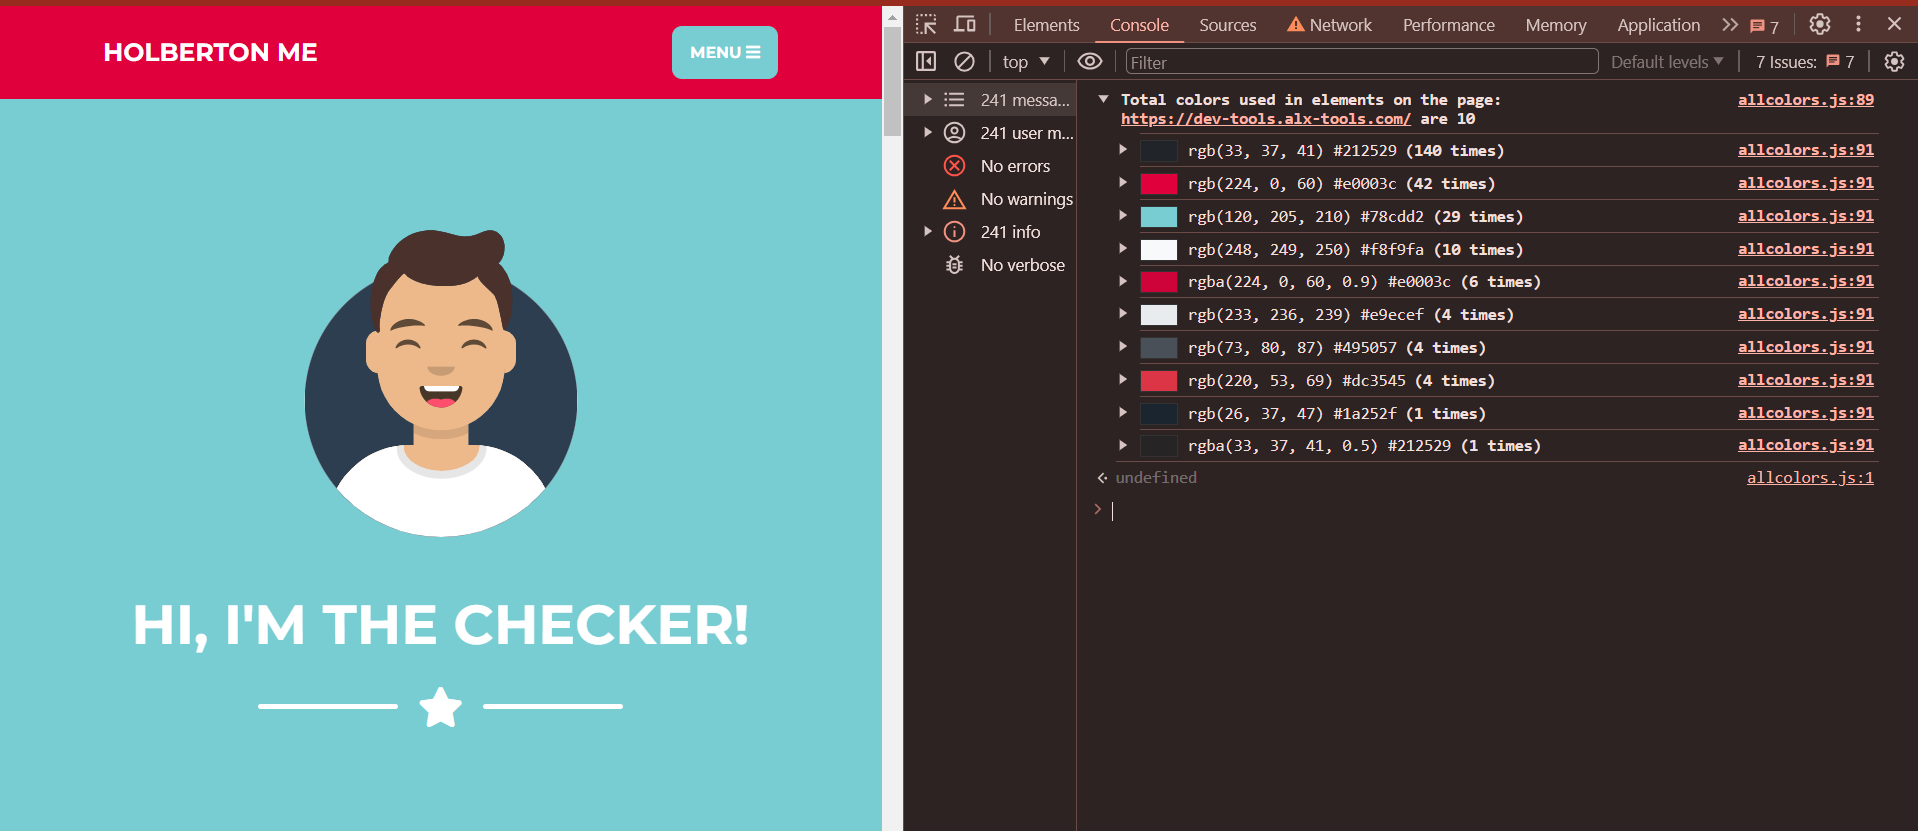 HOLBERTON ME
MENU
HI, I'M THE CHECKER!
Elements Console Sources Network Performance Memory Application 7
top Filter Default levels 7 Issues: 7
241 messa...
241 user m...
No errors
No warnings
241 info
No verbose
Total colors used in elements on the page: allcolors.js:89
https://dev-tools.alx-tools.com/ are 10
rgb(33, 37, 41) #212529 (140 times) allcolors.js:91
rgb(224, 0, 60) #e0003c (42 times) allcolors.js:91
rgb(120, 205, 210) #78cdd2 (29 times) allcolors.js:91
rgb(248, 249, 250) #f8f9fa (10 times) allcolors.js:91
rgba(224, 0, 60, 0.9) #e0003c (6 times) allcolors.js:91
rgb(233, 236, 239) #e9ecef (4 times) allcolors.js:91
rgb(73, 80, 87) #495057 (4 times) allcolors.js:91
rgb(220, 53, 69) #dc3545 (4 times) allcolors.js:91
rgb(26, 37, 47) #1a252f (1 times) allcolors.js:91
rgba(33, 37, 41, 0.5) #212529 (1 times) allcolors.js:91
undefined allcolors.js:1